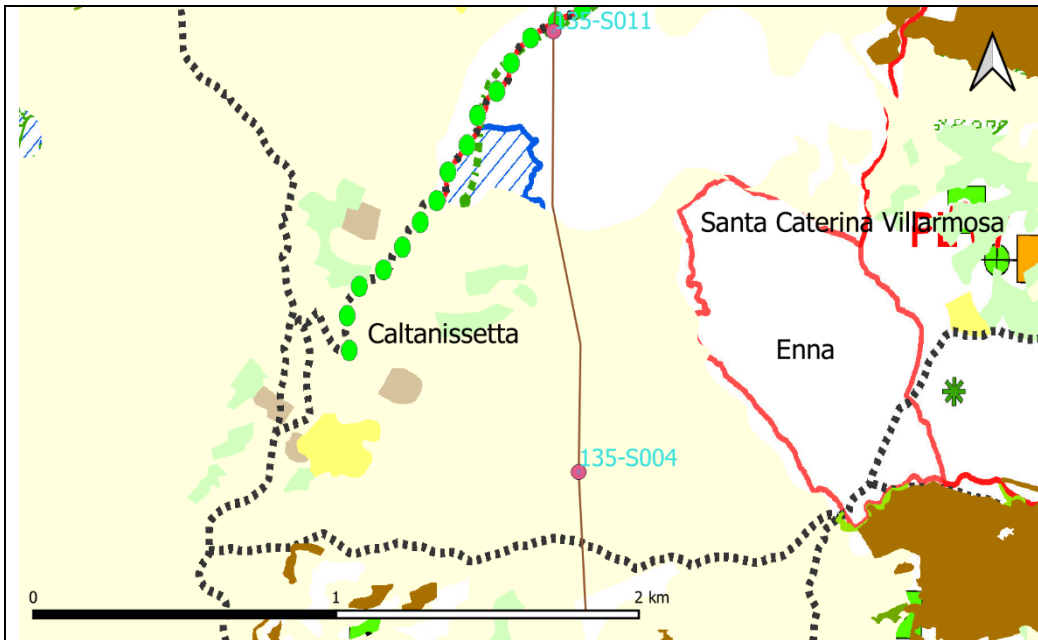 135-S011
Santa Caterina Villarmosa
Caltanissetta
Enna
135-S004
0
1
2 km